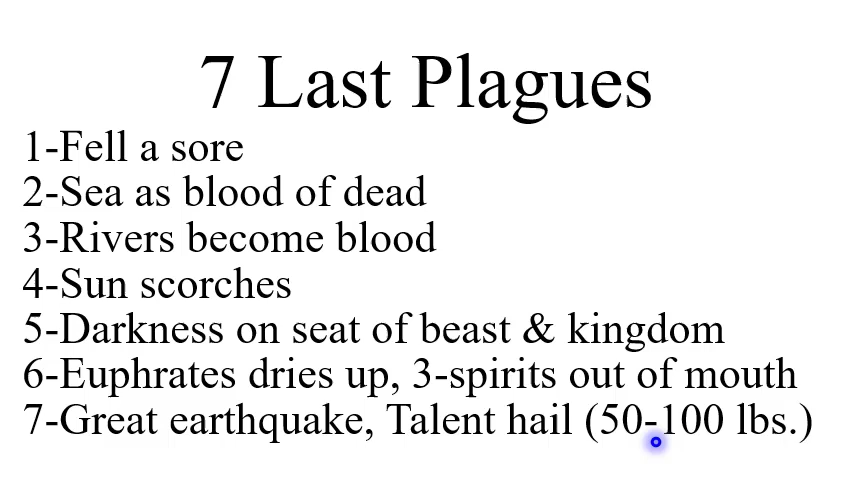 7 Last Plagues
1-Fell a sore
2-Sea as blood of dead
3-Rivers become blood
4-Sun scorches
5-Darkness on seat of beast & kingdom
6-Euphrates dries up, 3-spirits out of mouth
7-Great earthquake, Talent hail (50-100 lbs.)